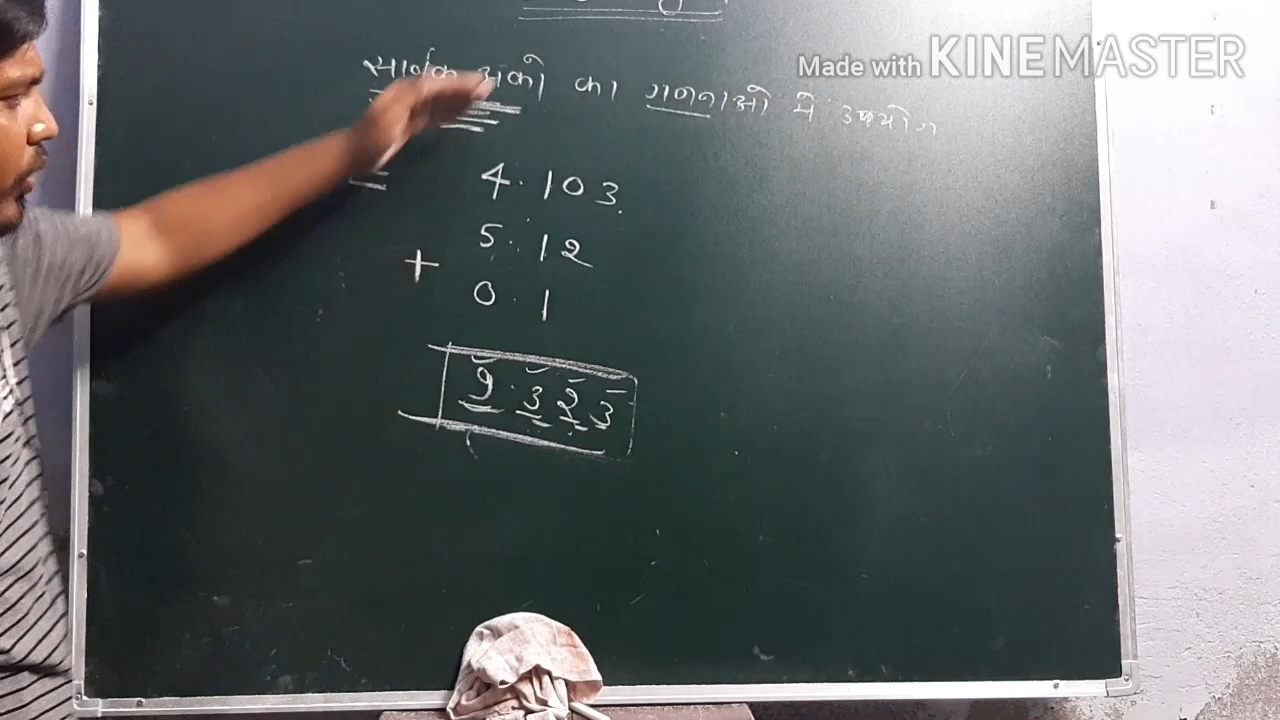 Made with KINEMASTER
सार्थक अंको का गणनाओ मे उपयोग
4.103
5.12
+
0.1
9.323